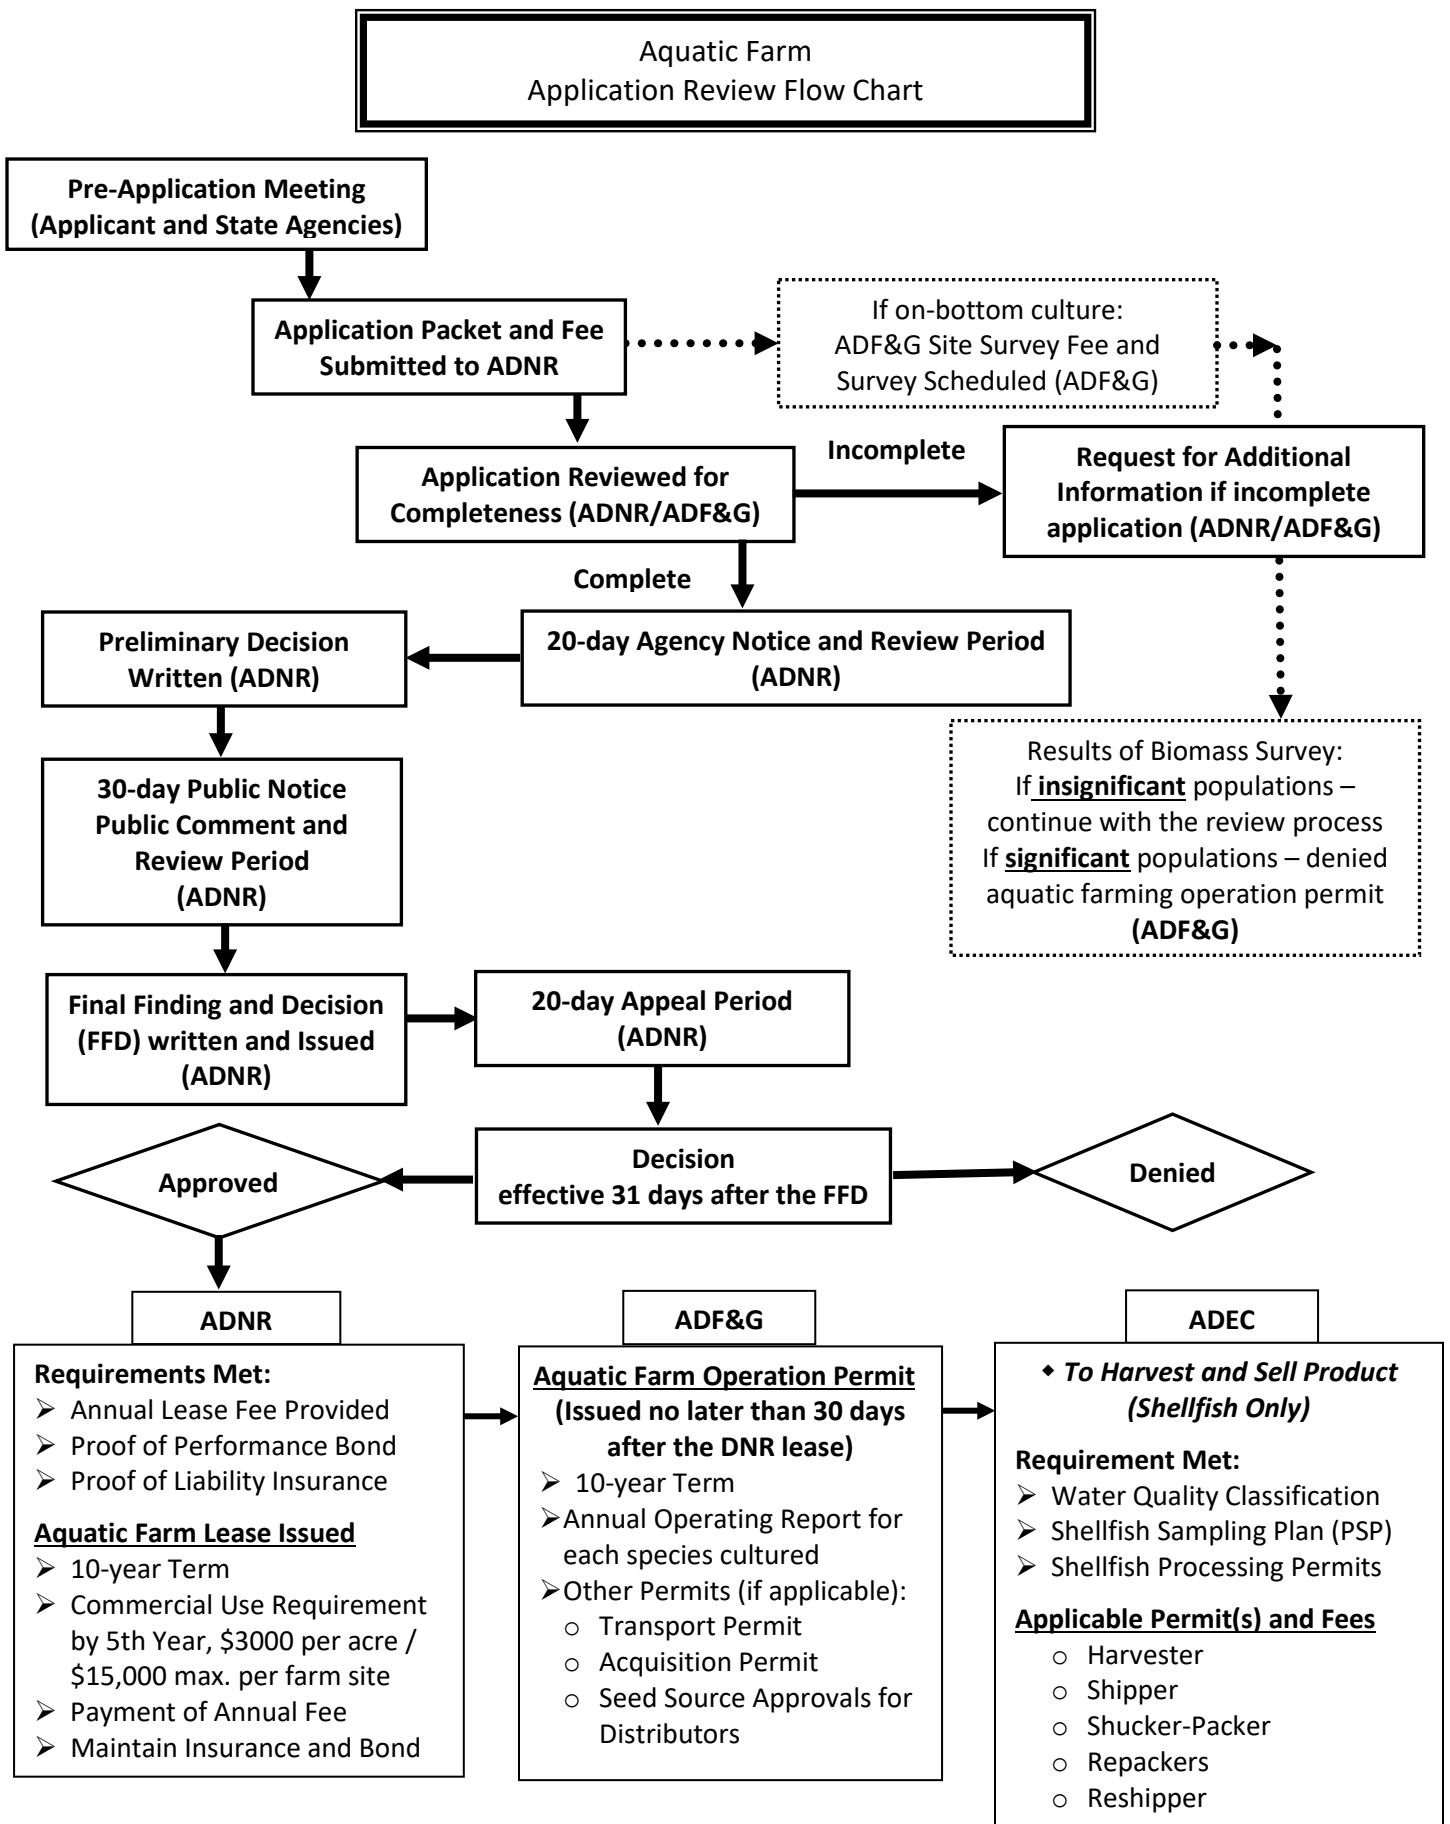 Aquatic Farm
Application Review Flow Chart
Pre-Application Meeting
(Applicant and State Agencies)
Application Packet and Fee
Submitted to ADNR
If on-bottom culture:
ADF&G Site Survey Fee and
Survey Scheduled (ADF&G)
Application Reviewed for
Completeness (ADNR/ADF&G)
Incomplete
Request for Additional
Information if incomplete
application (ADNR/ADF&G)
Complete
20-day Agency Notice and Review Period
(ADNR)
Preliminary Decision
Written (ADNR)
Results of Biomass Survey:
If insignificant populations –
continue with the review process
If significant populations – denied
aquatic farming operation permit
(ADF&G)
30-day Public Notice
Public Comment and
Review Period
(ADNR)
Final Finding and Decision
(FFD) written and Issued
(ADNR)
20-day Appeal Period
(ADNR)
Decision
effective 31 days after the FFD
Approved
Denied
ADNR
Requirements Met:
➢ Annual Lease Fee Provided
➢ Proof of Performance Bond
➢ Proof of Liability Insurance
Aquatic Farm Lease Issued
➢ 10-year Term
➢ Commercial Use Requirement
by 5th Year, $3000 per acre /
$15,000 max. per farm site
➢ Payment of Annual Fee
➢ Maintain Insurance and Bond
ADF&G
Aquatic Farm Operation Permit
(Issued no later than 30 days
after the DNR lease)
➢ 10-year Term
➢ Annual Operating Report for
each species cultured
➢ Other Permits (if applicable):
o Transport Permit
o Acquisition Permit
o Seed Source Approvals for
Distributors
ADEC
◆ To Harvest and Sell Product
(Shellfish Only)
Requirement Met:
➢ Water Quality Classification
➢ Shellfish Sampling Plan (PSP)
➢ Shellfish Processing Permits
Applicable Permit(s) and Fees
o Harvester
o Shipper
o Shucker-Packer
o Repackers
o Reshipper